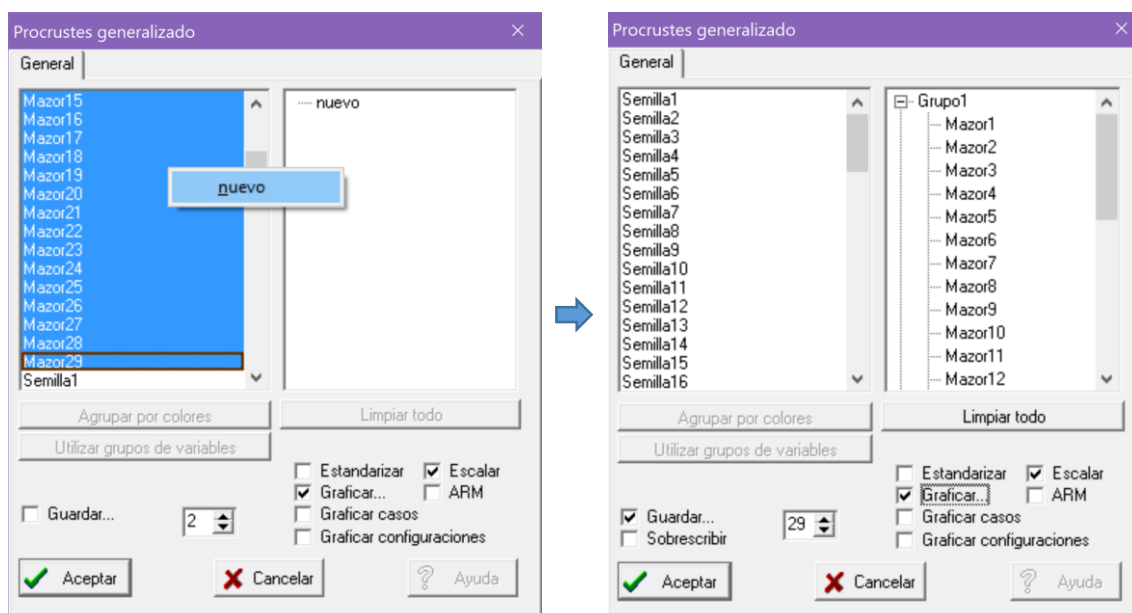 Procrustes generalizado
General
Mazor15
Mazor16
Mazor17
Mazor18
Mazor19
Mazor20
Mazor21
Mazor22
Mazor23
Mazor24
Mazor25
Mazor26
Mazor27
Mazor28
Mazor29
Semilla1
nuevo
nuevo
Agrupar por colores
Limpiar todo
Utilizar grupos de variables
Estandarizar
Escalar
Graficar...
ARM
Guardar...
2
Graficar casos
Graficar configuraciones
Aceptar
Cancelar
Ayuda
Procrustes generalizado
General
Semilla1
Semilla2
Semilla3
Semilla4
Semilla5
Semilla6
Semilla7
Semilla8
Semilla9
Semilla10
Semilla11
Semilla12
Semilla13
Semilla14
Semilla15
Semilla16
Grupo1
Mazor1
Mazor2
Mazor3
Mazor4
Mazor5
Mazor6
Mazor7
Mazor8
Mazor9
Mazor10
Mazor11
Mazor12
Agrupar por colores
Limpiar todo
Utilizar grupos de variables
Estandarizar
Escalar
Graficar...
ARM
Guardar...
29
Graficar casos
Sobrescribir
Graficar configuraciones
Aceptar
Cancelar
Ayuda